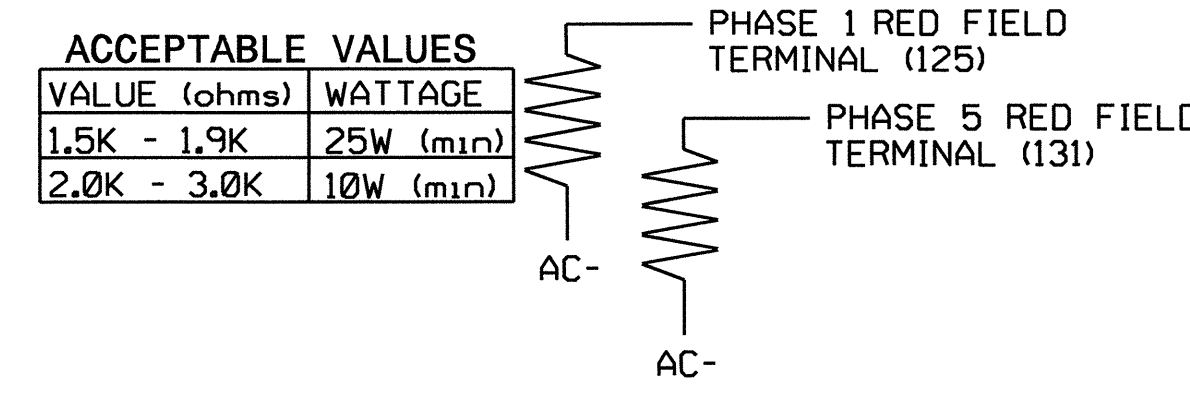 ACCEPTABLE VALUES
VALUE (ohms) WATTAGE
1.5K - 1.9K 25W (min)
2.0K - 3.0K 10W (min)
PHASE 1 RED FIELD
TERMINAL (125)
AC-
PHASE 5 RED FIELD
TERMINAL (131)
AC-